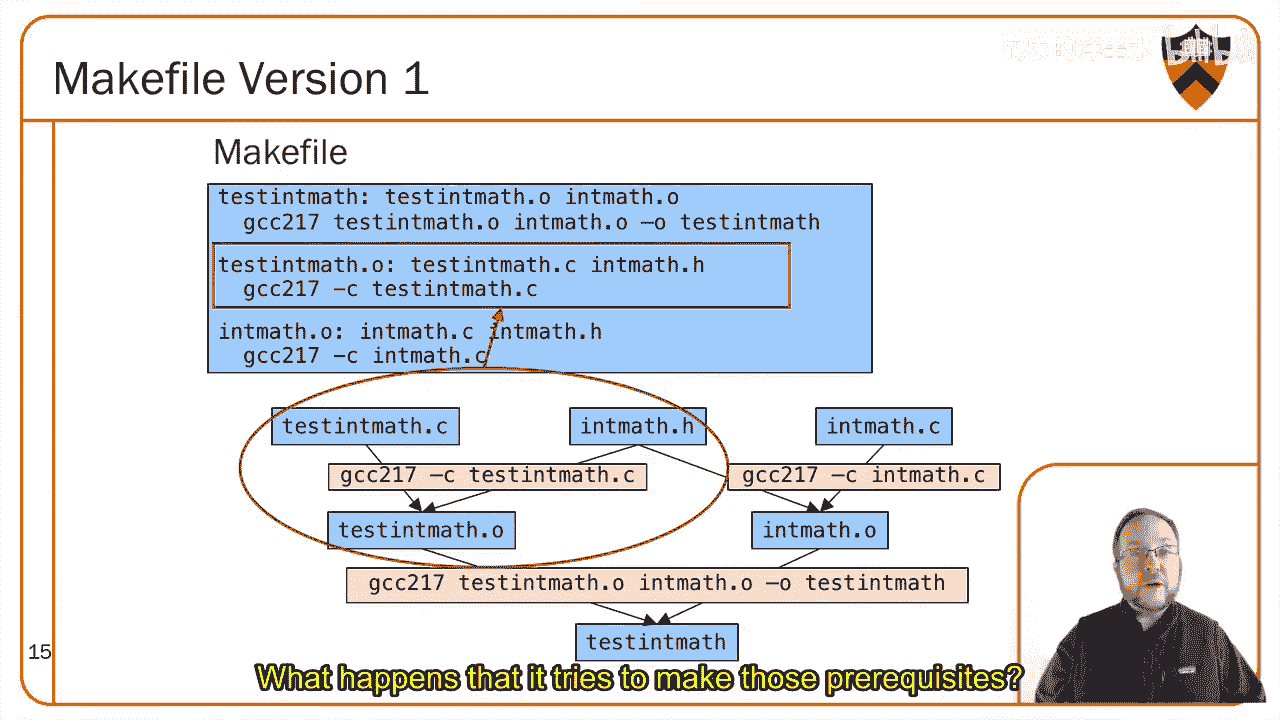 Makefile Version 1
Makefile
testintmath: testintmath.o intmath.o
gcc217 testintmath.o intmath.o –o testintmath
testintmath.o: testintmath.c intmath.h
gcc217 -c testintmath.c
intmath.o: intmath.c intmath.h
gcc217 -c intmath.c
testintmath.c
intmath.h
intmath.c
gcc217 –c testintmath.c
gcc217 –c intmath.c
testintmath.o
intmath.o
gcc217 testintmath.o intmath.o –o testintmath
testintmath
15
What happens that it tries to make those prerequisites?